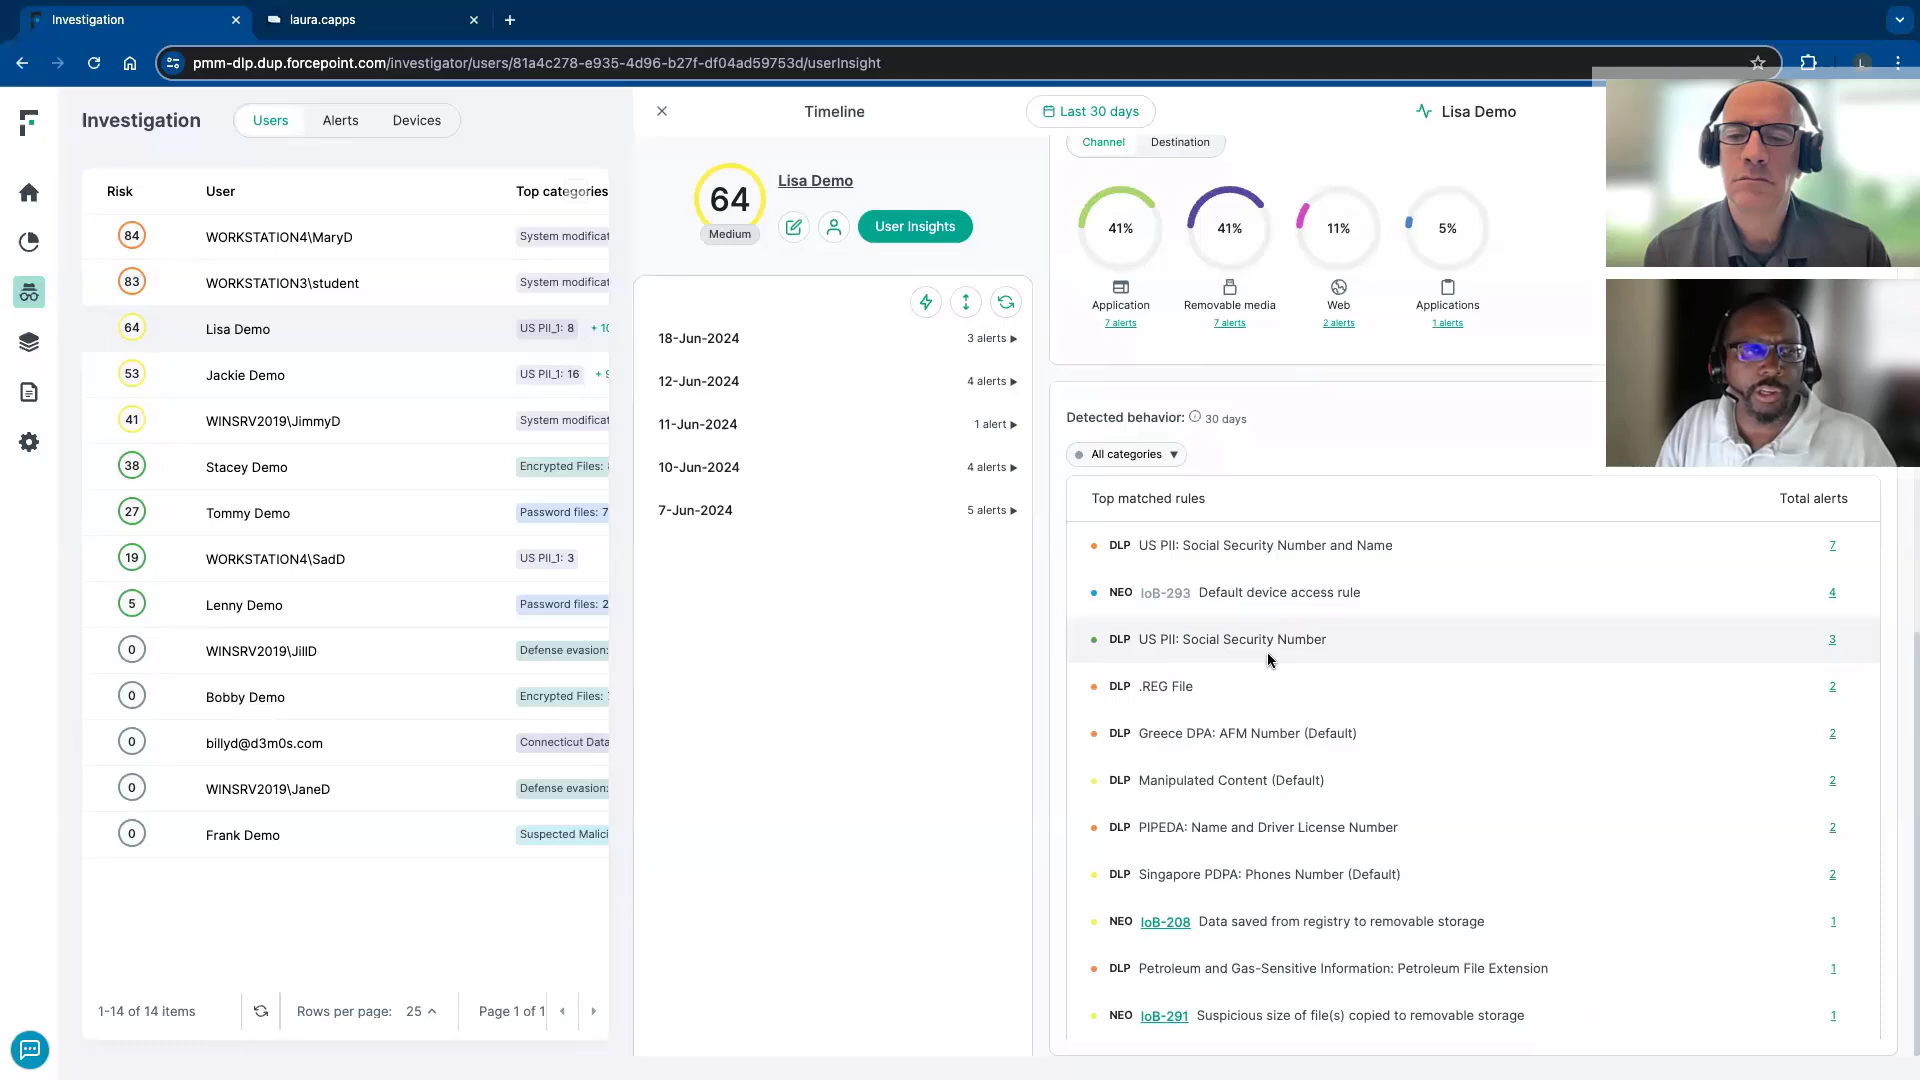 Investigation
laura.capps
pmm-dlp.dup.forcepoint.com/investigator/users/81a4c278-e935-4d96-b27f-df04ad59753d/userInsight
L
Investigation
Users
Alerts
Devices
Risk User Top categories
84 WORKSTATION4\MaryD System modificat
83 WORKSTATION3\student System modificat
64 Lisa Demo US PII_1: 8 + 10
53 Jackie Demo US PII_1: 16 + 9
41 WINSRV2019\JimmyD System modificat
38 Stacey Demo Encrypted Files:
27 Tommy Demo Password files: 7
19 WORKSTATION4\SadD US PII_1: 3
5 Lenny Demo Password files: 2
0 WINSRV2019\JillD Defense evasion:
0 Bobby Demo Encrypted Files:
0 billyd@d3m0s.com Connecticut Data
0 WINSRV2019\JaneD Defense evasion:
0 Frank Demo Suspected Malici
1-14 of 14 items
Rows per page: 25
Page 1 of 1
Timeline
Last 30 days
Lisa Demo
64
Medium
Lisa Demo
User Insights
18-Jun-2024 3 alerts
12-Jun-2024 4 alerts
11-Jun-2024 1 alert
10-Jun-2024 4 alerts
7-Jun-2024 5 alerts
Channel
Destination
41% 41% 11% 5%
Application Removable media Web Applications
7 alerts 7 alerts 2 alerts 1 alerts
Detected behavior: 30 days
All categories
Top matched rules Total alerts
DLP US PII: Social Security Number and Name 7
NEO IoB-293 Default device access rule 4
DLP US PII: Social Security Number 3
DLP .REG File 2
DLP Greece DPA: AFM Number (Default) 2
DLP Manipulated Content (Default) 2
DLP PIPEDA: Name and Driver License Number 2
DLP Singapore PDPA: Phones Number (Default) 2
NEO IoB-208 Data saved from registry to removable storage 1
DLP Petroleum and Gas-Sensitive Information: Petroleum File Extension 1
NEO IoB-291 Suspicious size of file(s) copied to removable storage 1